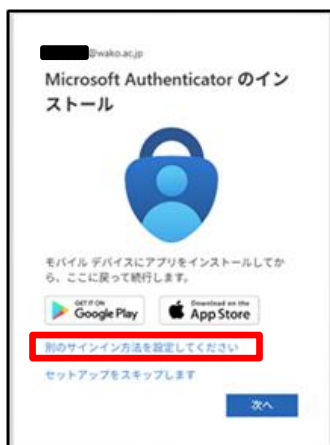 @wako.ac.jp
Microsoft Authenticator のイン
ストール
モバイル デバイスにアプリをインストールしてか
ら、ここに戻って続行します。
GET IT ON
Google Play
Download on the
App Store
別のサインイン方法を設定してください
セットアップをスキップします
次へ